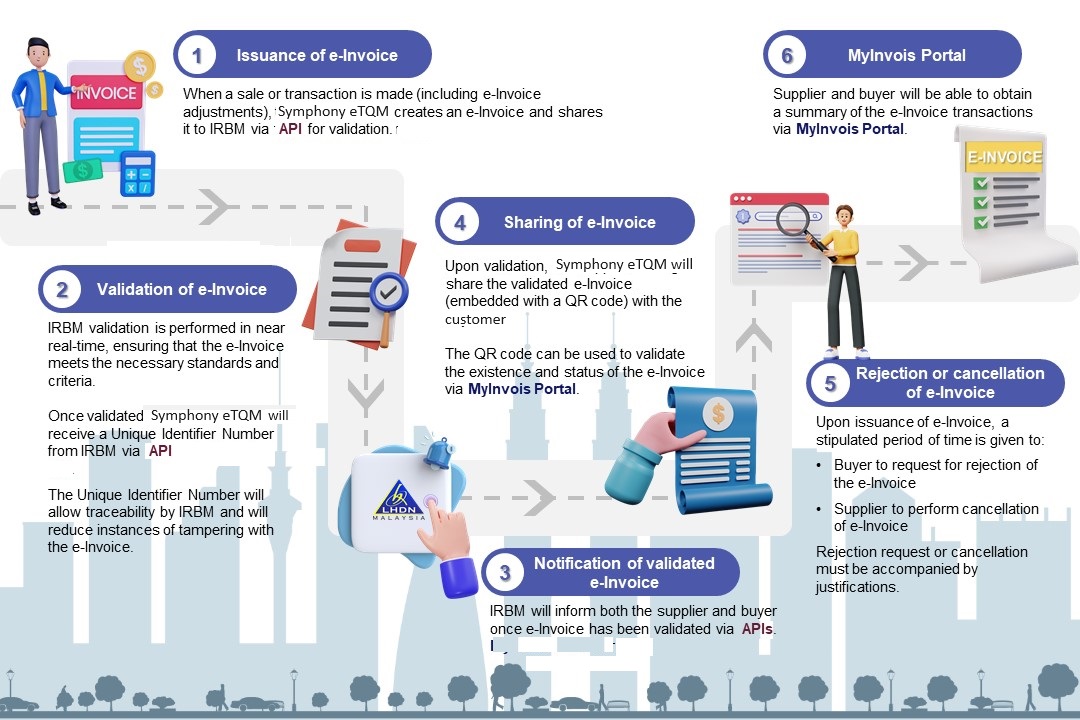 1
Issuance of e-Invoice
When a sale or transaction is made (including e-Invoice
adjustments), Symphony eTQM creates an e-Invoice and shares
it to IRBM via API for validation.
INVOICE
6
MyInvois Portal
Supplier and buyer will be able to obtain
a summary of the e-Invoice transactions
via MyInvois Portal.
E-INVOICE
2
Validation of e-Invoice
IRBM validation is performed in near
real-time, ensuring that the e-Invoice
meets the necessary standards and
criteria.
Once validated Symphony eTQM will
receive a Unique Identifier Number
from IRBM via API
The Unique Identifier Number will
allow traceability by IRBM and will
reduce instances of tampering with
the e-Invoice.
4
Sharing of e-Invoice
Upon validation, Symphony eTQM will
share the validated e-Invoice
(embedded with a QR code) with the
customer
The QR code can be used to validate
the existence and status of the e-Invoice
via MyInvois Portal.
LHDN
MALAYSIA
3
Notification of validated
e-Invoice
IRBM will inform both the supplier and buyer
once e-Invoice has been validated via APIs.
5
Rejection or cancellation
of e-Invoice
Upon issuance of e-Invoice, a
stipulated period of time is given to:
• Buyer to request for rejection of
the e-Invoice
• Supplier to perform cancellation
of e-Invoice
Rejection request or cancellation
must be accompanied by
justifications.